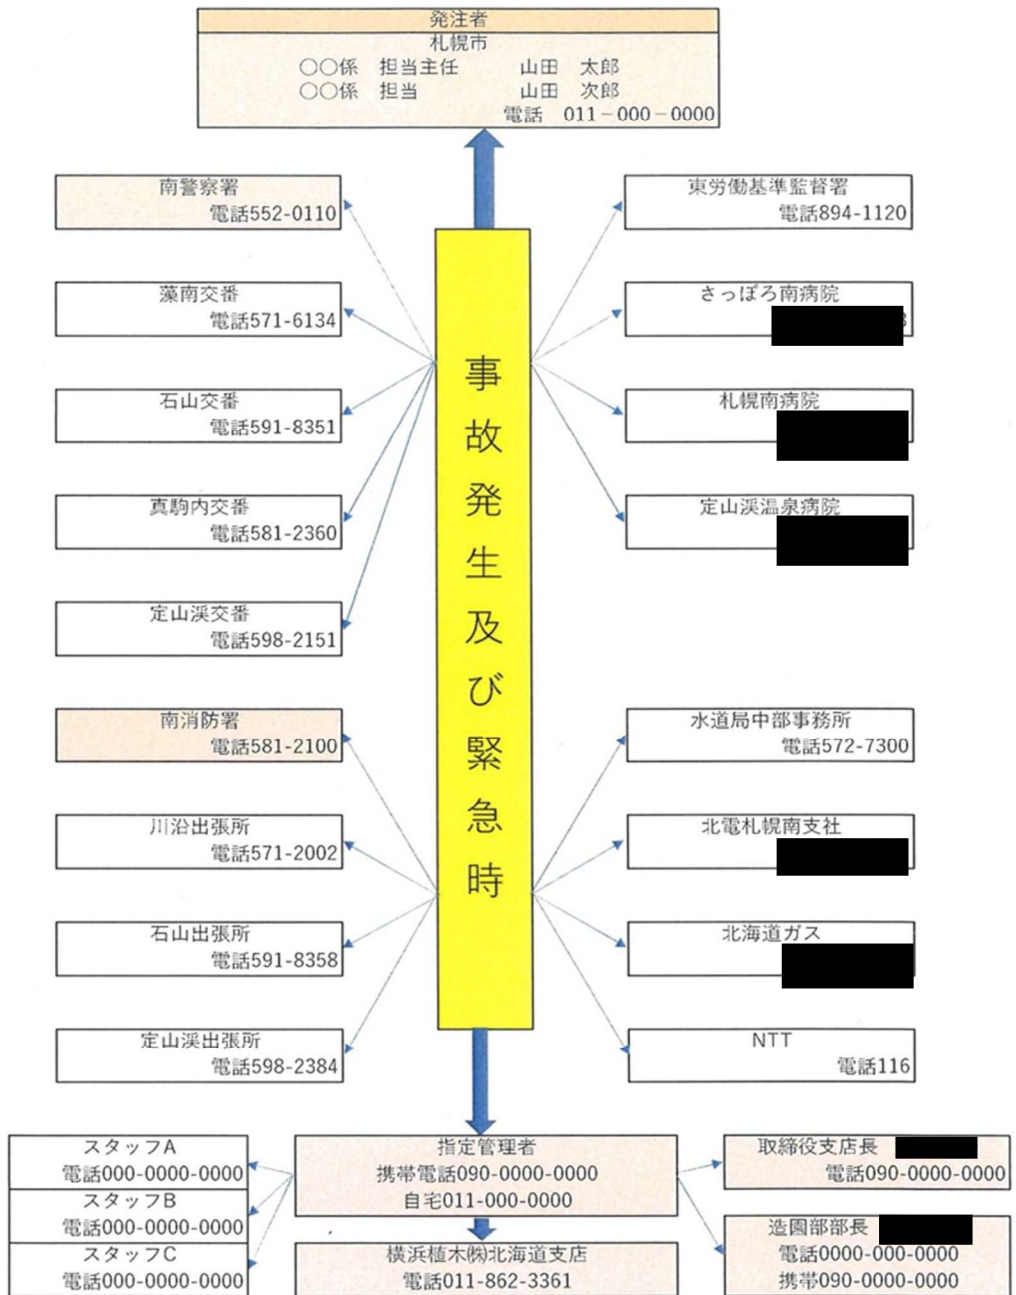 発注者
札幌市
○○係 担当主任 山田 太郎
○○係 担当 山田 次郎
電話 011－000－0000
南警察署
電話552-0110
藻南交番
電話571-6134
石山交番
電話591-8351
真駒内交番
電話581-2360
定山渓交番
電話598-2151
南消防署
電話581-2100
川沿出張所
電話571-2002
石山出張所
電話591-8358
定山渓出張所
電話598-2384
事故発生及び緊急時
東労働基準監督署
電話894-1120
さっぽろ南病院
札幌南病院
定山渓温泉病院
水道局中部事務所
電話572-7300
北電札幌南支社
北海道ガス
NTT
電話116
スタッフA
電話000-0000-0000
スタッフB
電話000-0000-0000
スタッフC
電話000-0000-0000
指定管理者
携帯電話090-0000-0000
自宅011-000-0000
横浜植木㈱北海道支店
電話011-862-3361
取締役支店長
電話090-0000-0000
造園部部長
電話0000-000-0000
携帯090-0000-0000